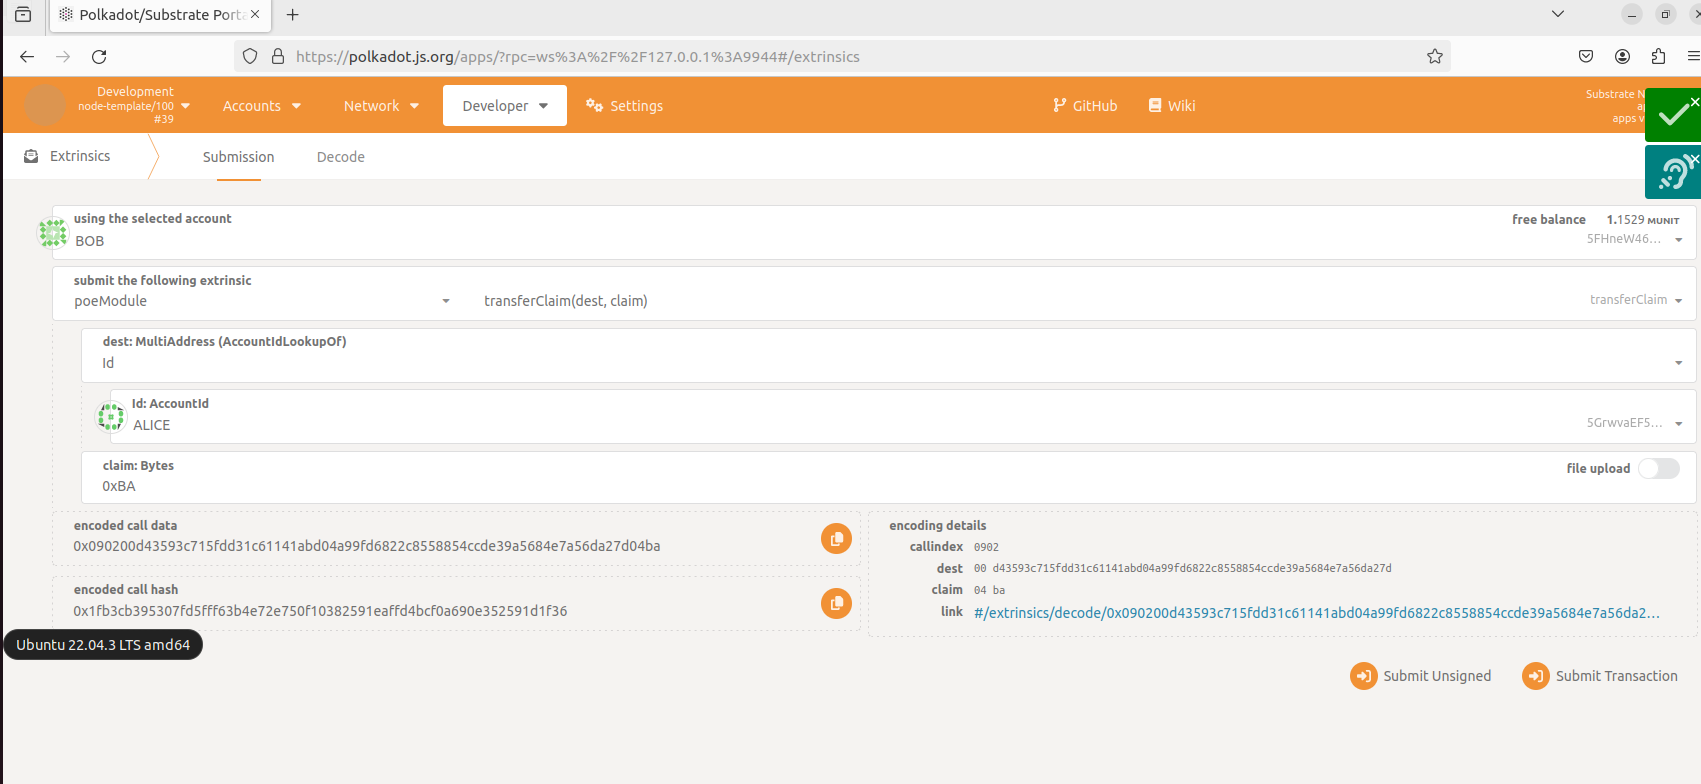 Polkadot/Substrate Porta
https://polkadot.js.org/apps/?rpc=ws%3A%2F%2F127.0.0.1%3A9944#/extrinsics
Development
node-template/100
#39
Accounts
Network
Developer
Settings
GitHub
Wiki
Substrate N
ap
apps v
Extrinsics
Submission
Decode
using the selected account
BOB
free balance 1.1529 MUNIT
5FHneW46...
submit the following extrinsic
poeModule
transferClaim(dest, claim)
transferClaim
dest: MultiAddress (AccountIdLookupOf)
Id
Id: AccountId
ALICE
5GrwvaEF5...
claim: Bytes
0xBA
file upload
encoded call data
0x090200d43593c715fdd31c61141abd04a99fd6822c8558854ccde39a5684e7a56da27d04ba
encoded call hash
0x1fb3cb395307fd5fff63b4e72e750f10382591eaffd4bcf0a690e352591d1f36
encoding details
callindex 0902
dest 00 d43593c715fdd31c61141abd04a99fd6822c8558854ccde39a5684e7a56da27d
claim 04 ba
link #/extrinsics/decode/0x090200d43593c715fdd31c61141abd04a99fd6822c8558854ccde39a5684e7a56da2...
Ubuntu 22.04.3 LTS amd64
Submit Unsigned
Submit Transaction